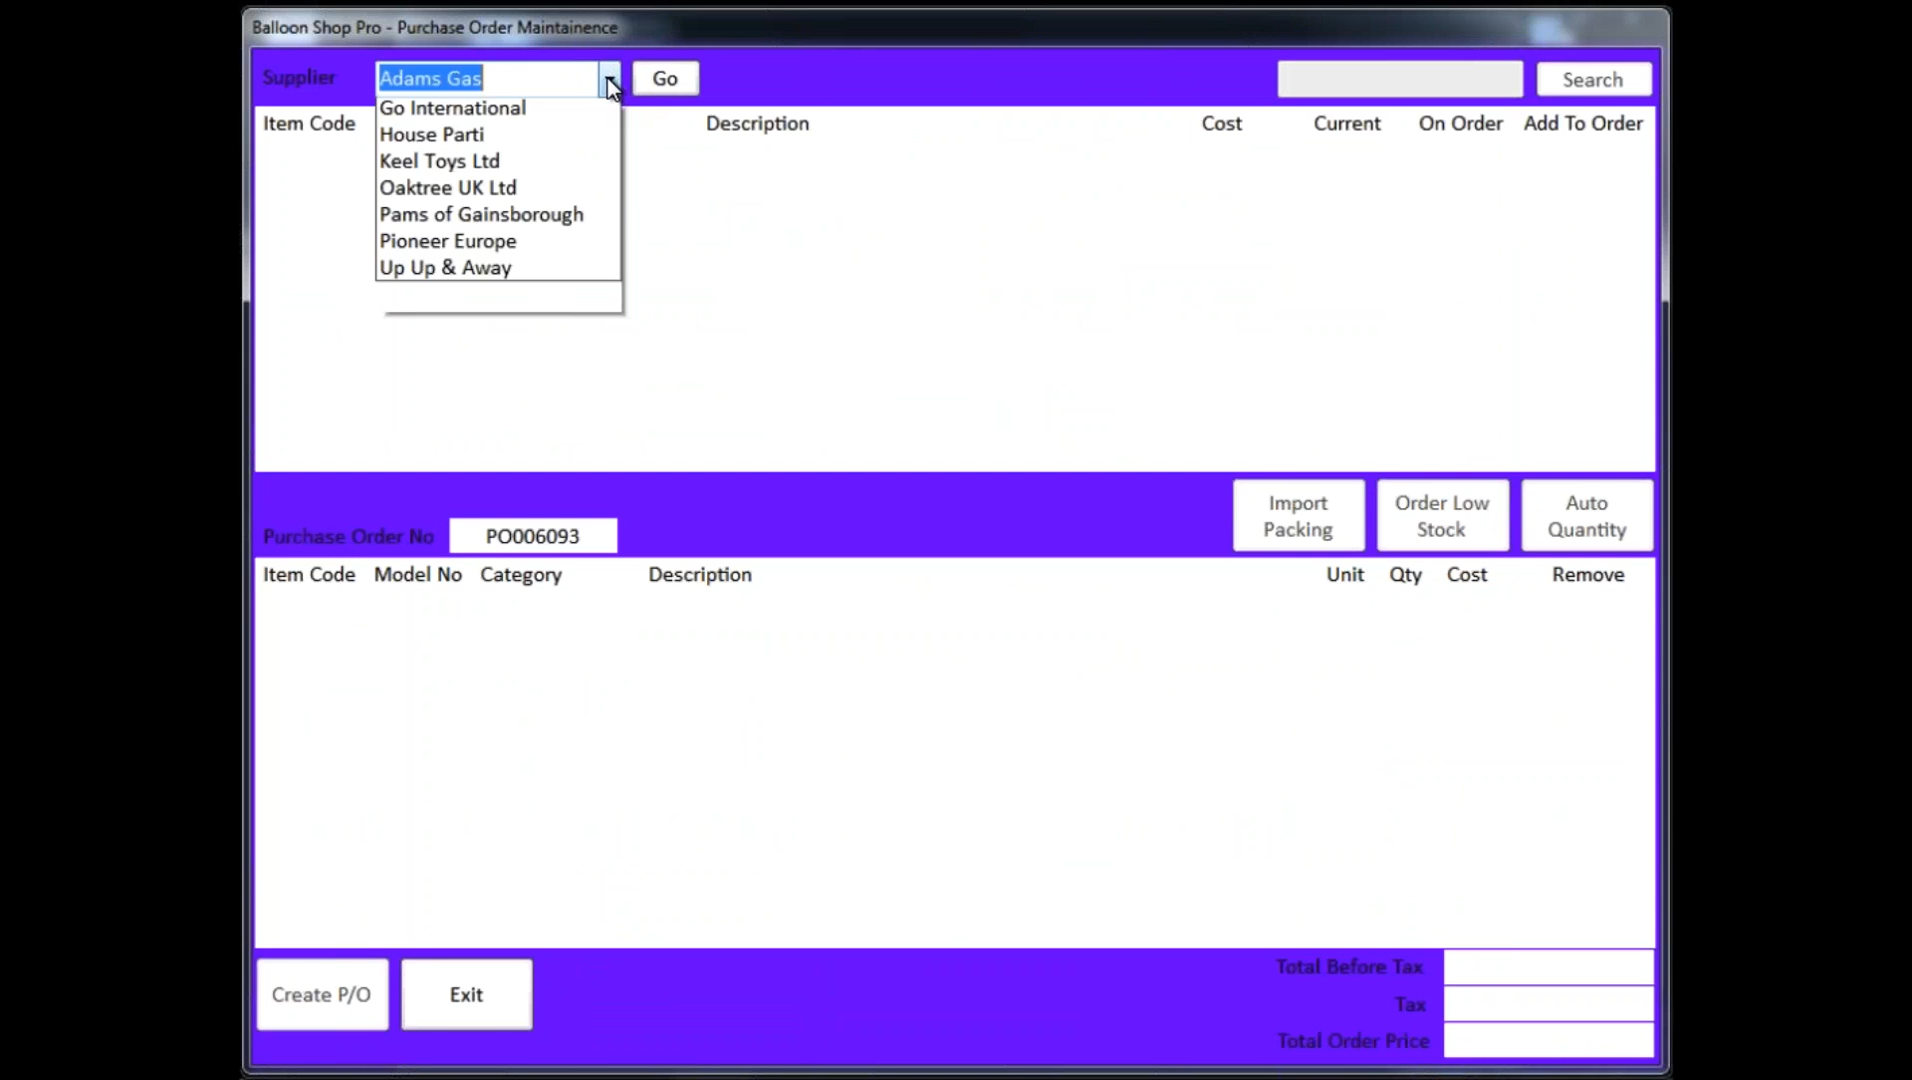 Balloon Shop Pro - Purchase Order Maintainence
Supplier Adams Gas Go Search
Go International
House Parti
Keel Toys Ltd
Oaktree UK Ltd
Pams of Gainsborough
Pioneer Europe
Up Up & Away
Item Code Description Cost Current On Order Add To Order
Import Packing Order Low Stock Auto Quantity
Purchase Order No PO006093
Item Code Model No Category Description Unit Qty Cost Remove
Create P/O Exit
Total Before Tax
Tax
Total Order Price